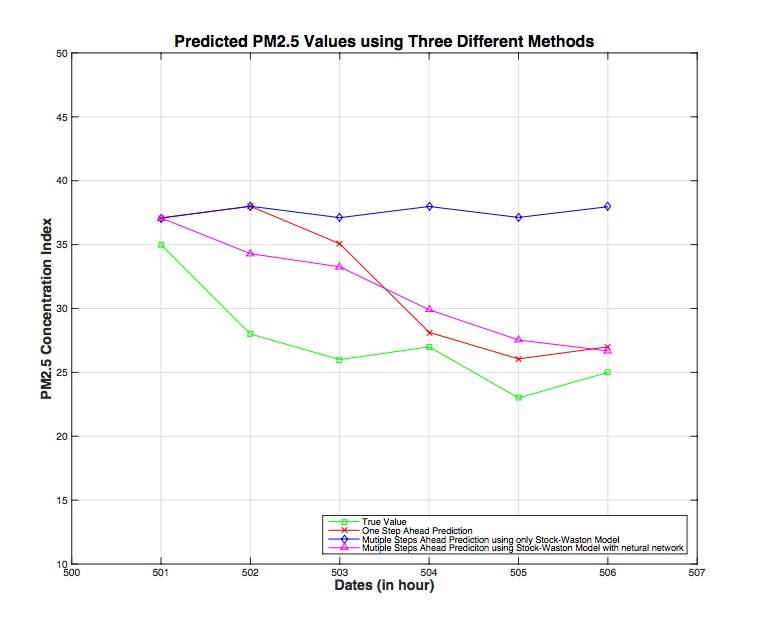 Predicted PM2.5 Values using Three Different Methods
50
45
40
35
30
25
20
15
10
PM2.5 Concentration Index
True Value
One Step Ahead Prediction
Mutiple Steps Ahead Prediction using only Stock-Waston Model
Mutiple Steps Ahead Prediciton using Stock-Waston Model with netural network
500 501 502 503 504 505 506 507
Dates (in hour)